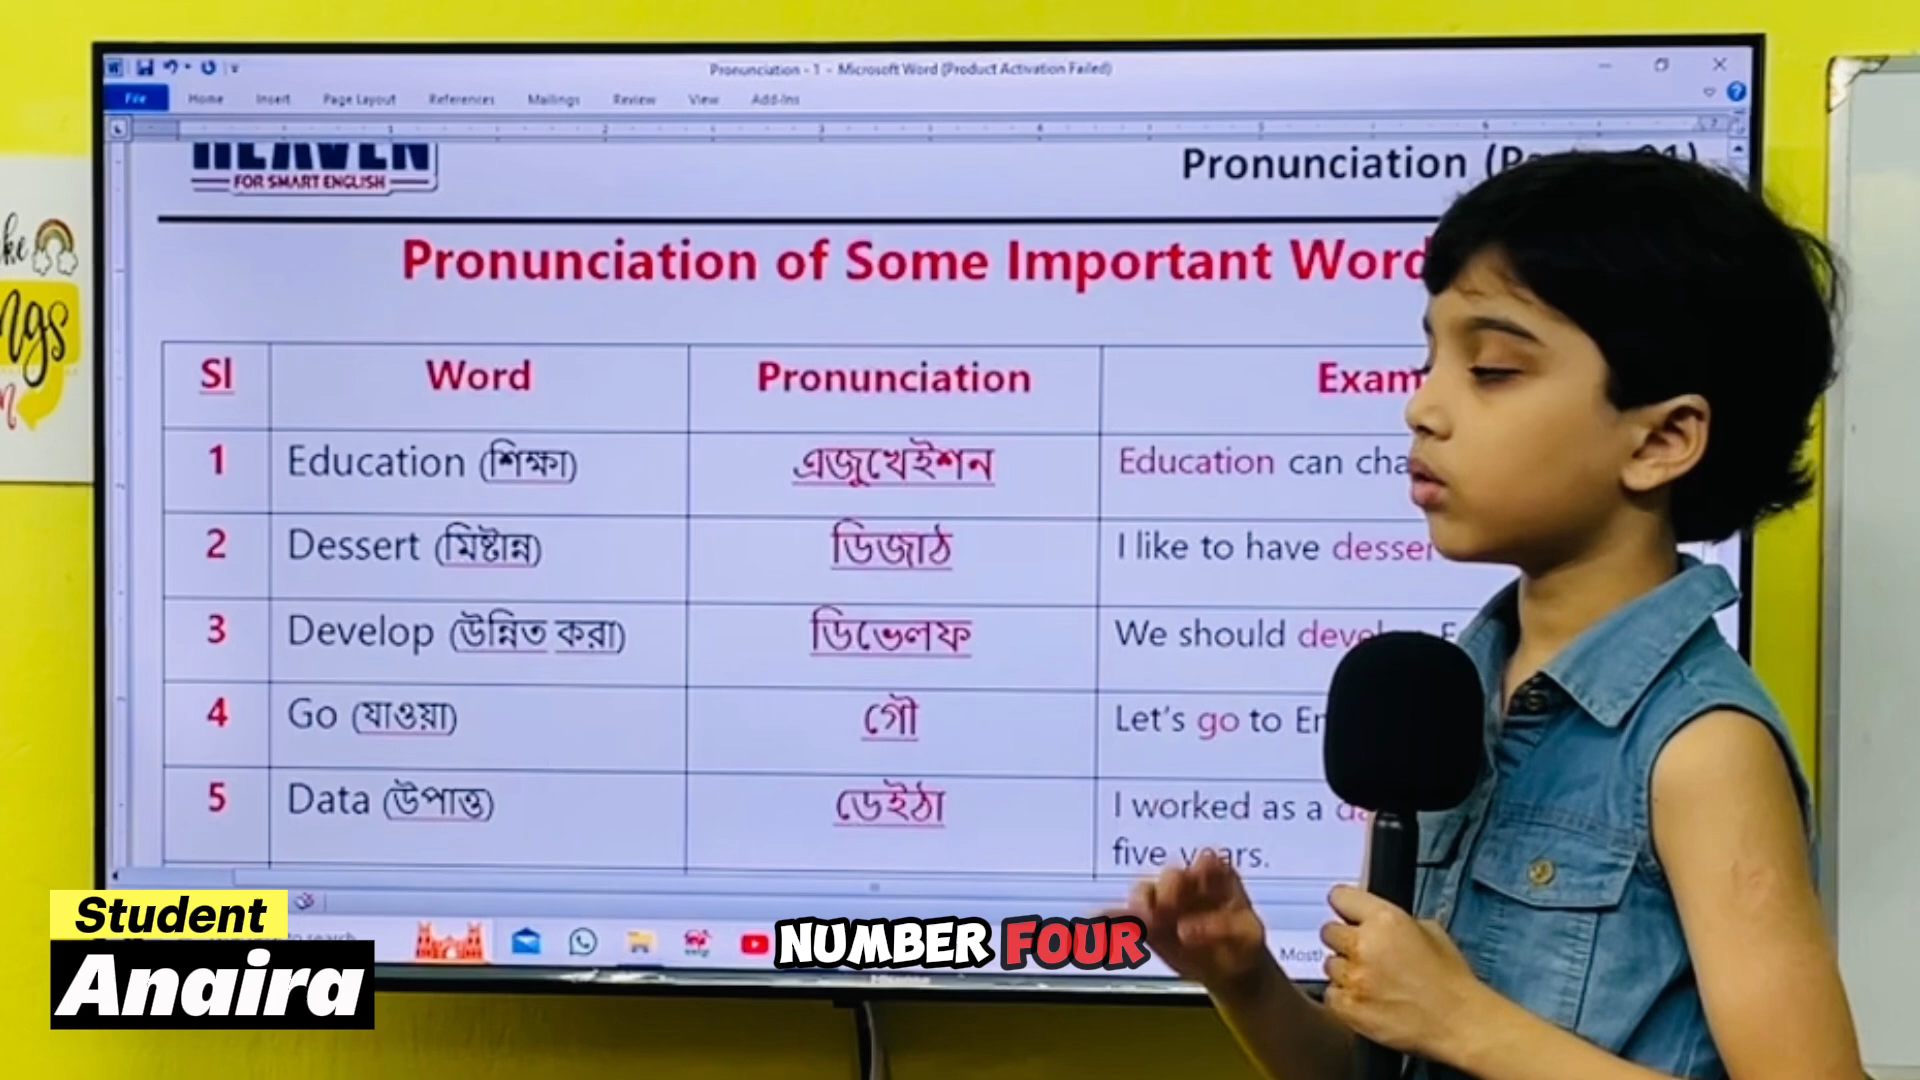 Pronunciation - 1 - Microsoft Word (Product Activation Failed)
File Home Insert Page Layout References Mailings Review View Add-Ins
HEAVEN
FOR SMART ENGLISH
Pronunciation
Pronunciation of Some Important Word
Sl Word Pronunciation Exam
1 Education (শিক্ষা) এজুখেইশন Education can cha
2 Dessert (মিষ্টান্ন) ডিজাঠ I like to have desser
3 Develop (উন্নিত করা) ডিভেলফ We should develop E
4 Go (যাওয়া) গৌ Let's go to En
5 Data (উপাত্ত) ডেইঠা I worked as a da
five years.
Student
Anaira
NUMBER FOUR